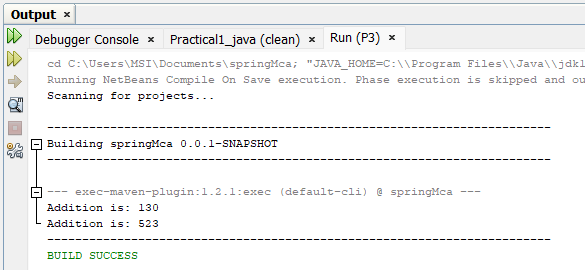 Output ×
Debugger Console × Practical1_java (clean) × Run (P3) ×
cd C:\Users\MSI\Documents\springMca; "JAVA_HOME=C:\\Program Files\\Java\\jdk1
Running NetBeans Compile On Save execution. Phase execution is skipped and ou
Scanning for projects...
------------------------------------------------------------------------
Building springMca 0.0.1-SNAPSHOT
------------------------------------------------------------------------
--- exec-maven-plugin:1.2.1:exec (default-cli) @ springMca ---
Addition is: 130
Addition is: 523
------------------------------------------------------------------------
BUILD SUCCESS